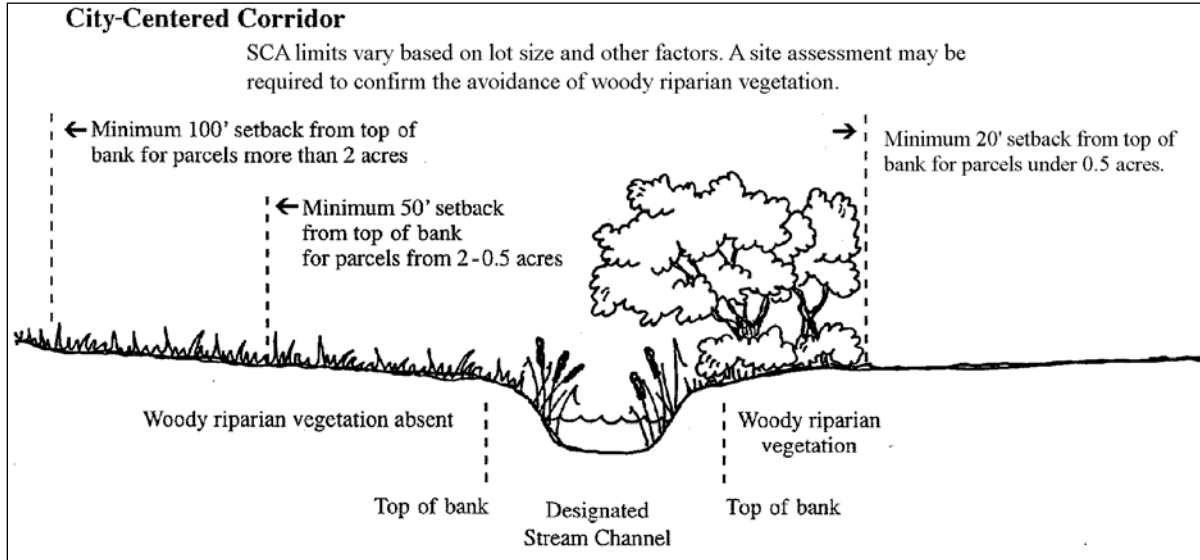 City-Centered Corridor
SCA limits vary based on lot size and other factors. A site assessment may be
required to confirm the avoidance of woody riparian vegetation.
← Minimum 100' setback from top of
bank for parcels more than 2 acres
← Minimum 50' setback
from top of bank
for parcels from 2-0.5 acres
→
Minimum 20' setback from top of
bank for parcels under 0.5 acres.
Woody riparian vegetation absent
Woody riparian
vegetation
Top of bank
Designated
Stream Channel
Top of bank